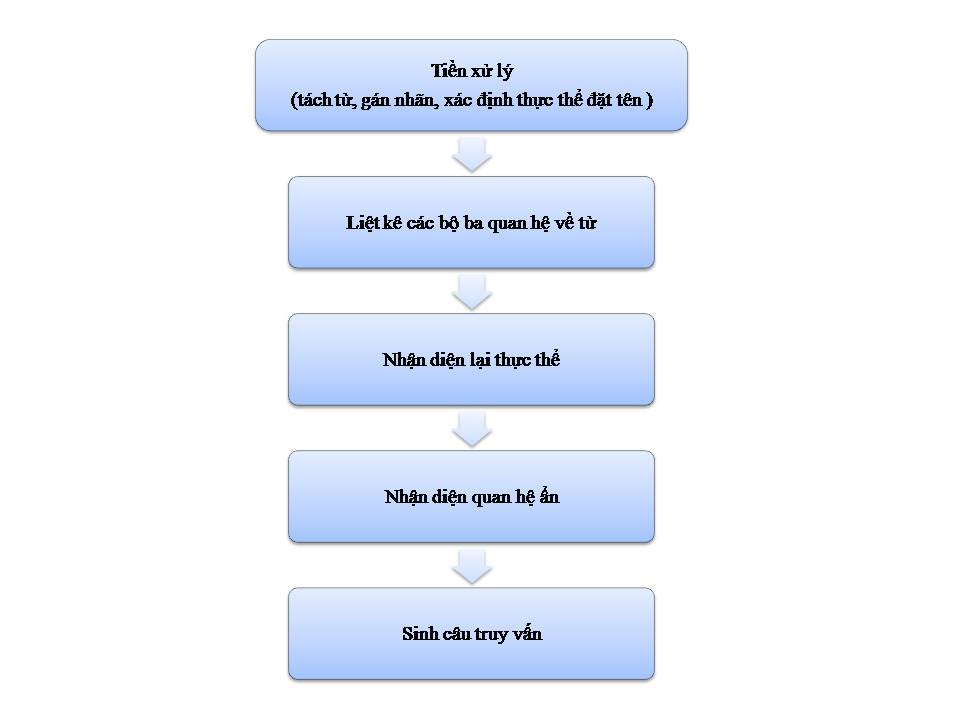 Tiền xử lý
(tách từ, gán nhãn, xác định thực thể đặt tên )
Liệt kê các bộ ba quan hệ về từ
Nhận diện lại thực thể
Nhận diện quan hệ ẩn
Sinh câu truy vấn